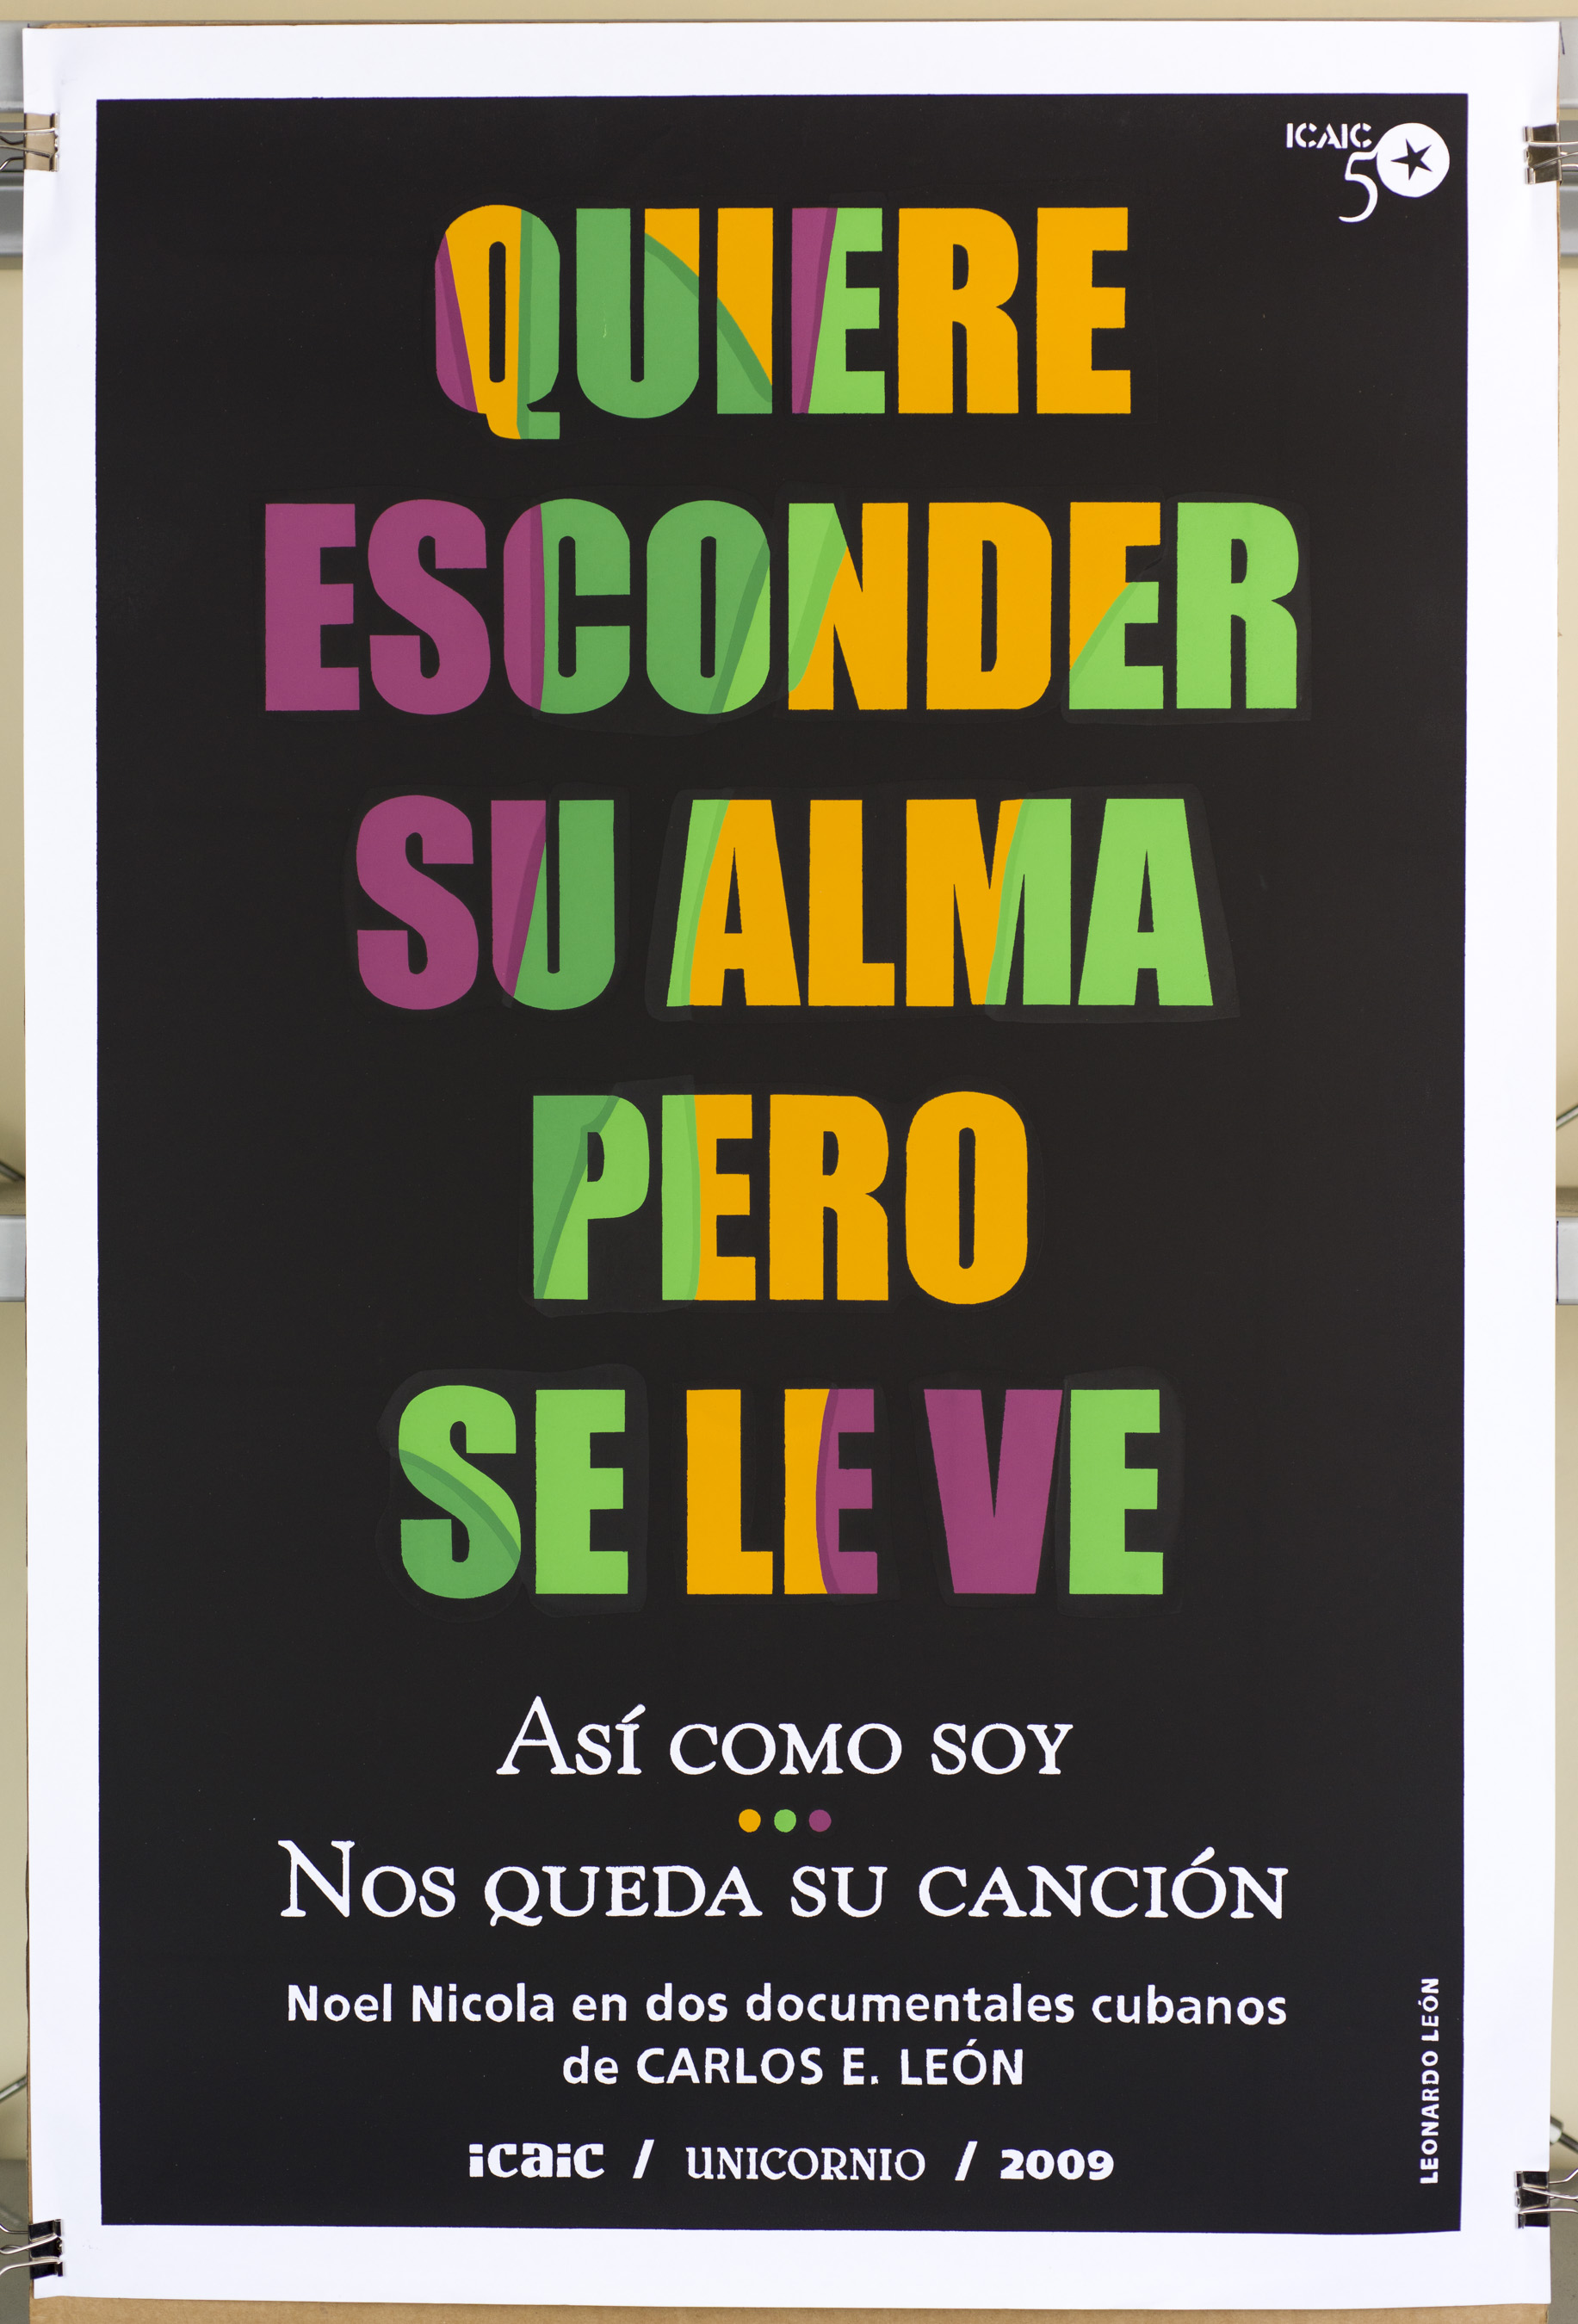 ICAIC
50
QUIERE
ESCONDER
SU ALMA
PERO
SE LE VE
Así como soy
Nos queda su canción
Noel Nicola en dos documentales cubanos
de CARLOS E. LEÓN
icaic / UNICORNIO / 2009
LEONARDO LEÓN